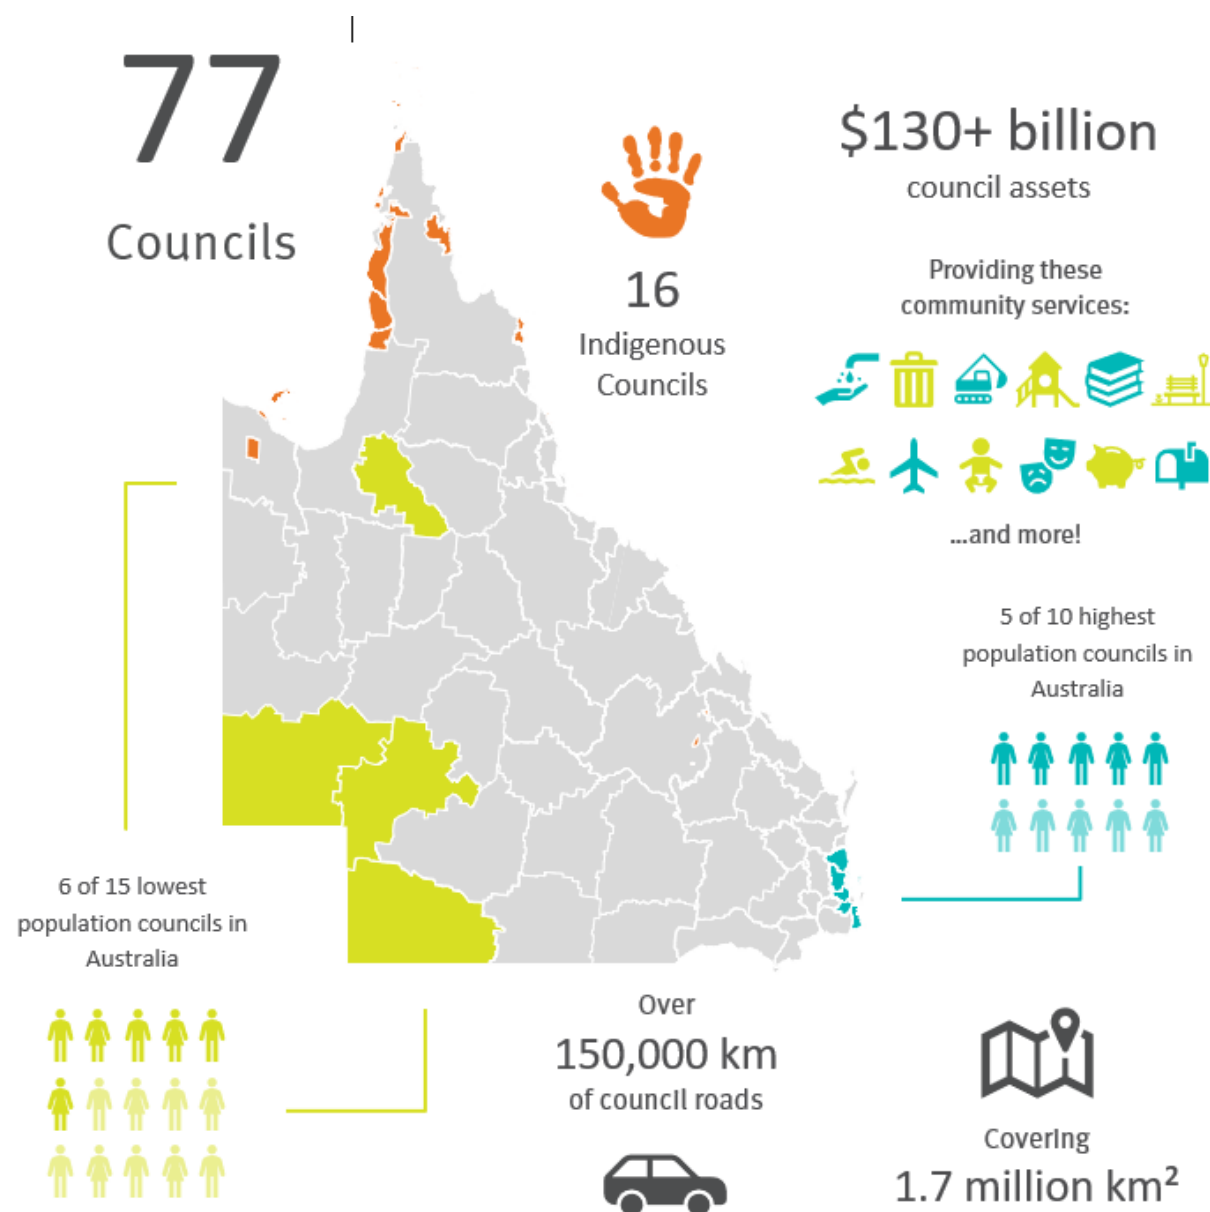 77
Councils
16
Indigenous
Councils
$130+ billion
council assets
Providing these
community services:
...and more!
5 of 10 highest
population councils in
Australia
6 of 15 lowest
population councils in
Australia
Over
150,000 km
of council roads
Covering
1.7 million km²